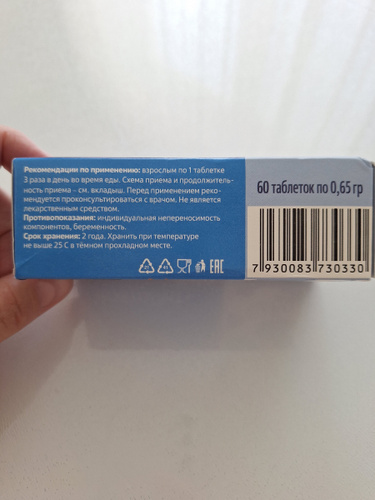 Рекомендации по применению: взрослым по 1 таблетке
3 раза в день во время еды. Схема приема и продолжитель-
ность приема – см. вкладыш. Перед применением реко-
мендуется проконсультироваться с врачом. Не является
лекарственным средством.
Противопоказания: индивидуальная непереносимость
компонентов, беременность.
Срок хранения: 2 года. Хранить при температуре
не выше 25 С в тёмном прохладном месте.
EAC
60 таблеток по 0,65 гр
7 930083 730330